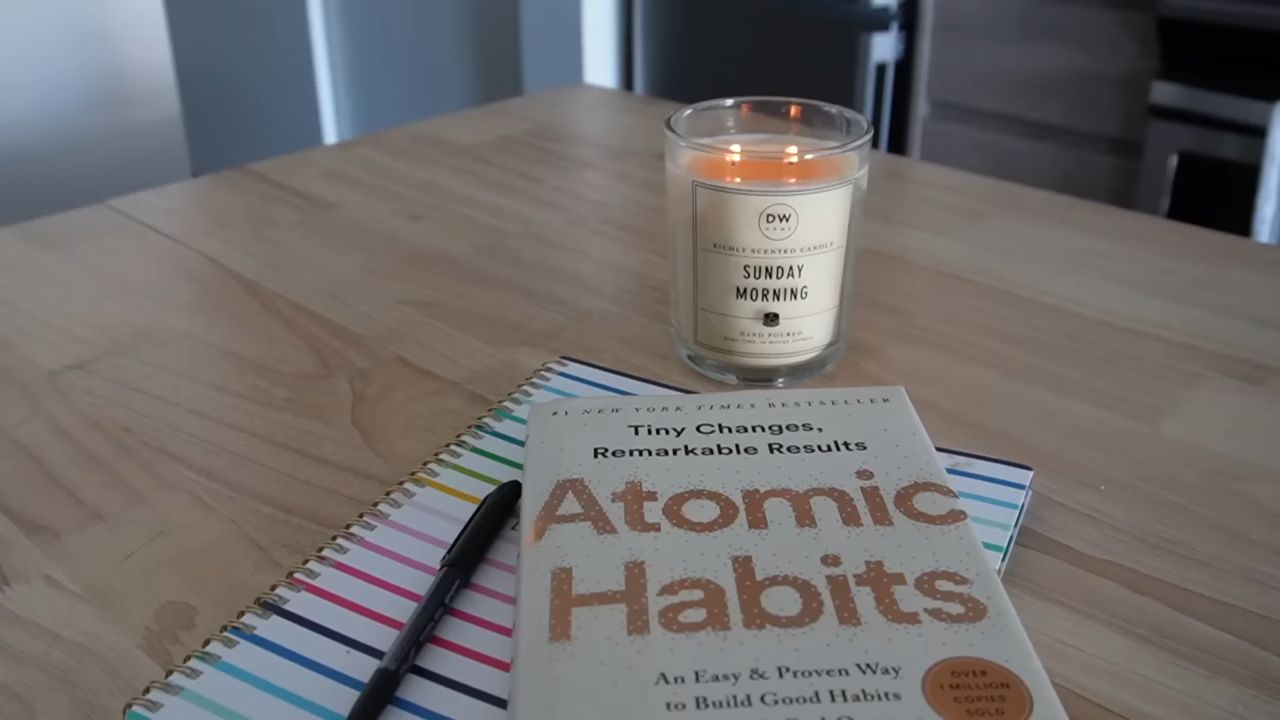 DW
HOME
RICHLY SCENTED CANDLE
SUNDAY
MORNING
HAND POURED
#1 NEW YORK TIMES BESTSELLER
Tiny Changes,
Remarkable Results
Atomic
Habits
An Easy & Proven Way
to Build Good Habits
OVER
1 MILLION
COPIES
SOLD